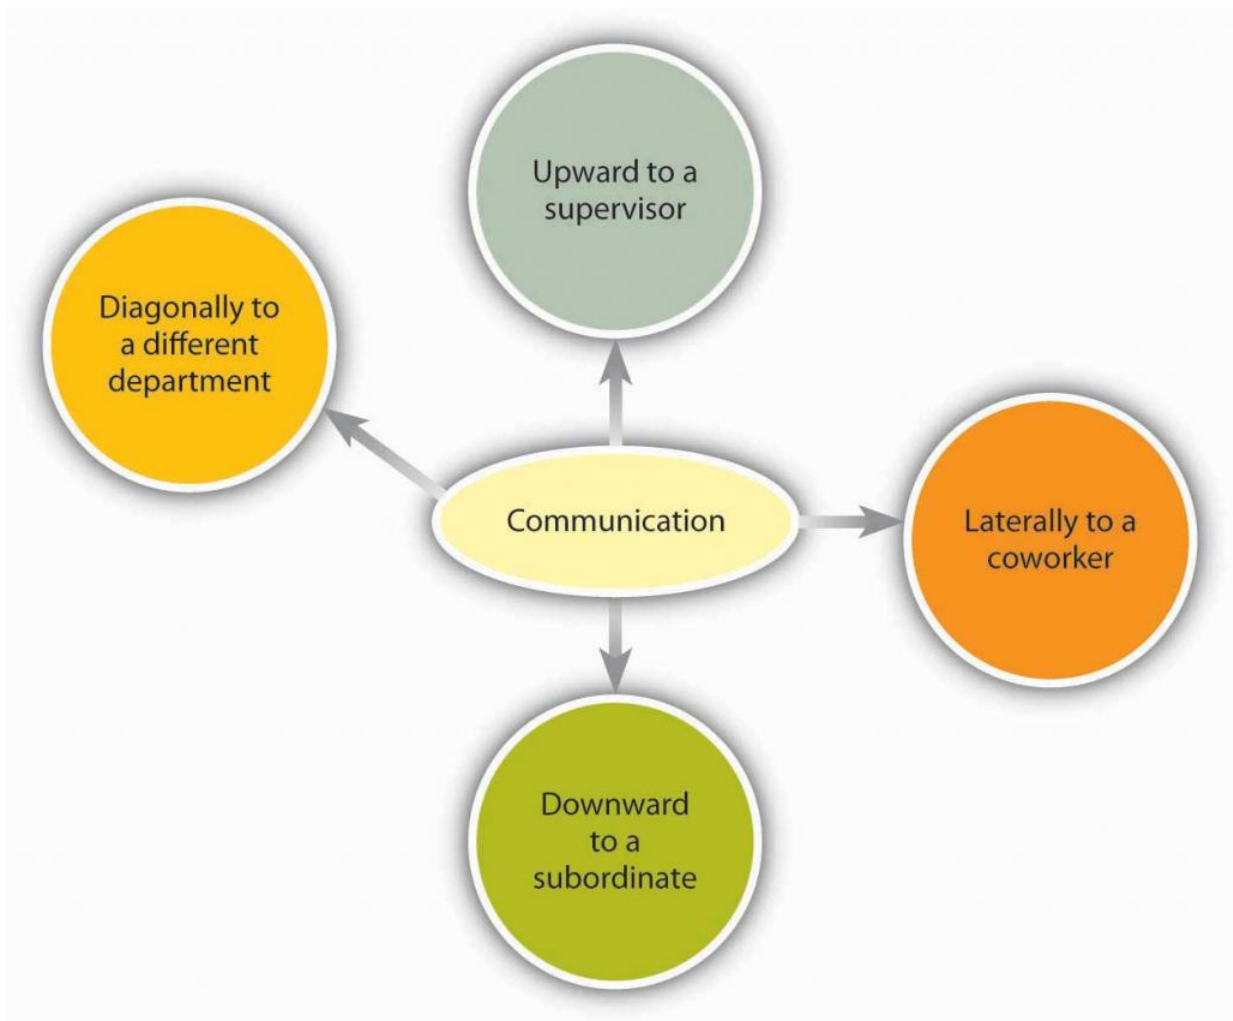 Upward to a
supervisor
Diagonally to
a different
department
Communication
Laterally to a
coworker
Downward
to a
subordinate